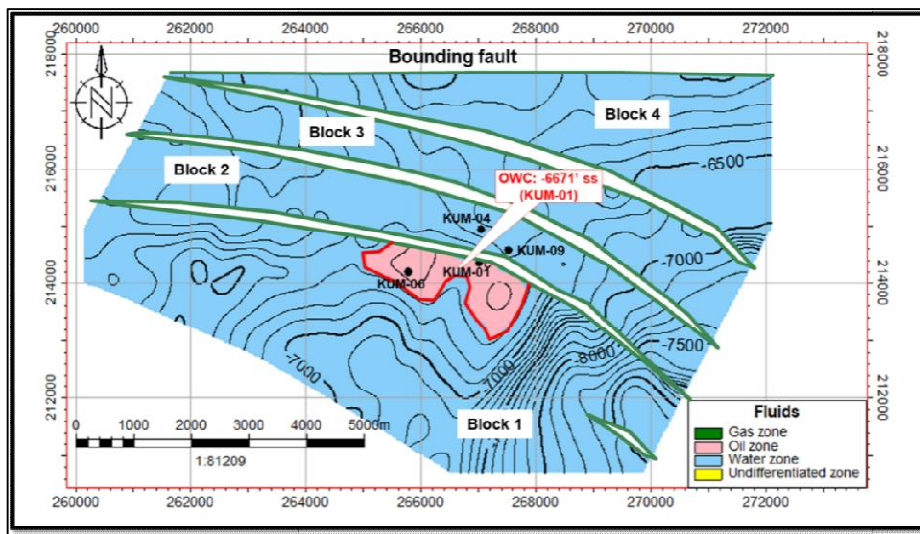 260000 262000 264000 266000 268000 270000 272000
218000 218000
Bounding fault
N
Block 4
Block 3
-6500
216000 216000
Block 2
OWC: -6671' ss
(KUM-01)
KUM-04
KUM-09
-7000
214000 214000
KUM-01
-7500
-8000
-7000
-7000
212000 212000
Block 1
0 1000 2000 3000 4000 5000m
1:81209
Fluids
Gas zone
Oil zone
Water zone
Undifferentiated zone
260000 262000 264000 266000 268000 270000 272000